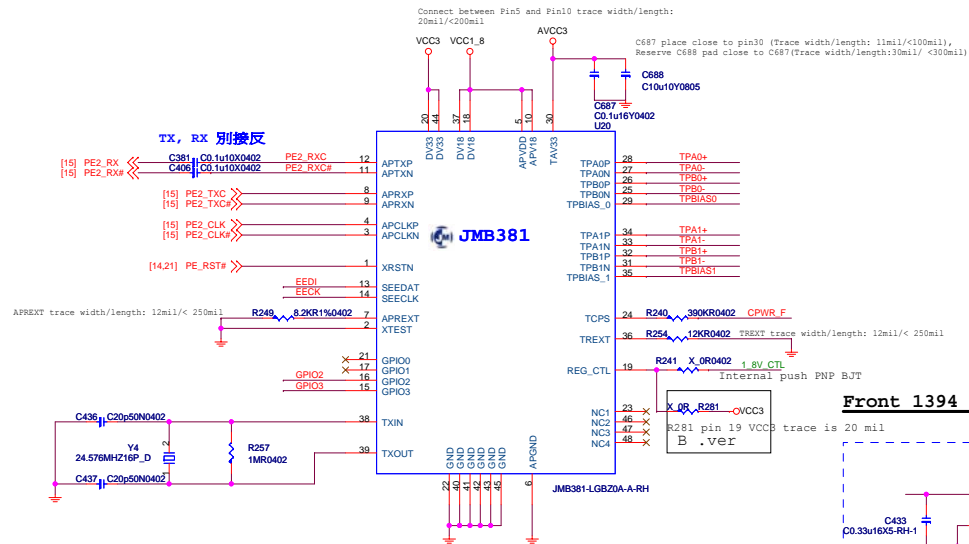 Connect between Pin5 and Pin10 trace width/length:
20mil/<200mil
VCC3 VCC1_8 AVCC3
C687 place close to pin30 (Trace width/length: 11mil/<100mil),
Reserve C688 pad close to C687(Trace width/length:30mil/ <300mil)
C688
C10u10Y0805
C687
C0.1u16Y0402
U20
20 44 37 18 5 10 30
DV33 DV33 DV18 DV18 APVDD APV18 TAV33
TX, RX 別接反
[15] PE2_RX C381 C0.1u10X0402 PE2_RXC 12 APTXP
[15] PE2_RX# C406 C0.1u10X0402 PE2_RXC# 11 APTXN
[15] PE2_TXC 8 APRXP
[15] PE2_TXC# 9 APRXN
[15] PE2_CLK 4 APCLKP
[15] PE2_CLK# 3 APCLKN
[14,21] PE_RST# 1 XRSTN
EEDI 13 SEEDAT
EECK 14 SEECLK
APREXT trace width/length: 12mil/< 250mil
R249 8.2KR1%0402 7 APREXT
2 XTEST
21 GPIO0
17 GPIO1
GPIO2 16 GPIO2
GPIO3 15 GPIO3
C436 C20p50N0402 38 TXIN
Y4
24.576MHZ16P_D
2
1
R257
1MR0402
39 TXOUT
C437 C20p50N0402
JMB381
TPA0P 28 TPA0+
TPA0N 27 TPA0-
TPB0P 26 TPB0+
TPB0N 25 TPB0-
TPBIAS_0 29 TPBIAS0
TPA1P 34 TPA1+
TPA1N 33 TPA1-
TPB1P 32 TPB1+
TPB1N 31 TPB1-
TPBIAS_1 35 TPBIAS1
TCPS 24 R240 390KR0402 CPWR_F
TREXT 36 R254 12KR0402
TREXT trace width/length: 12mil/< 250mil
REG_CTL 19 R241 X_0R0402 1_8V_CTL
Internal push PNP BJT
X_0R R281 VCC3
R281 pin 19 VCC3 trace is 20 mil
B .ver
NC1 23
NC2 46
NC3 47
NC4 48
GND GND GND GND GND GND APGND
22 40 41 42 43 45 6
JMB381-LGBZ0A-A-RH
Front 1394
C433
C0.33u16X5-RH-1